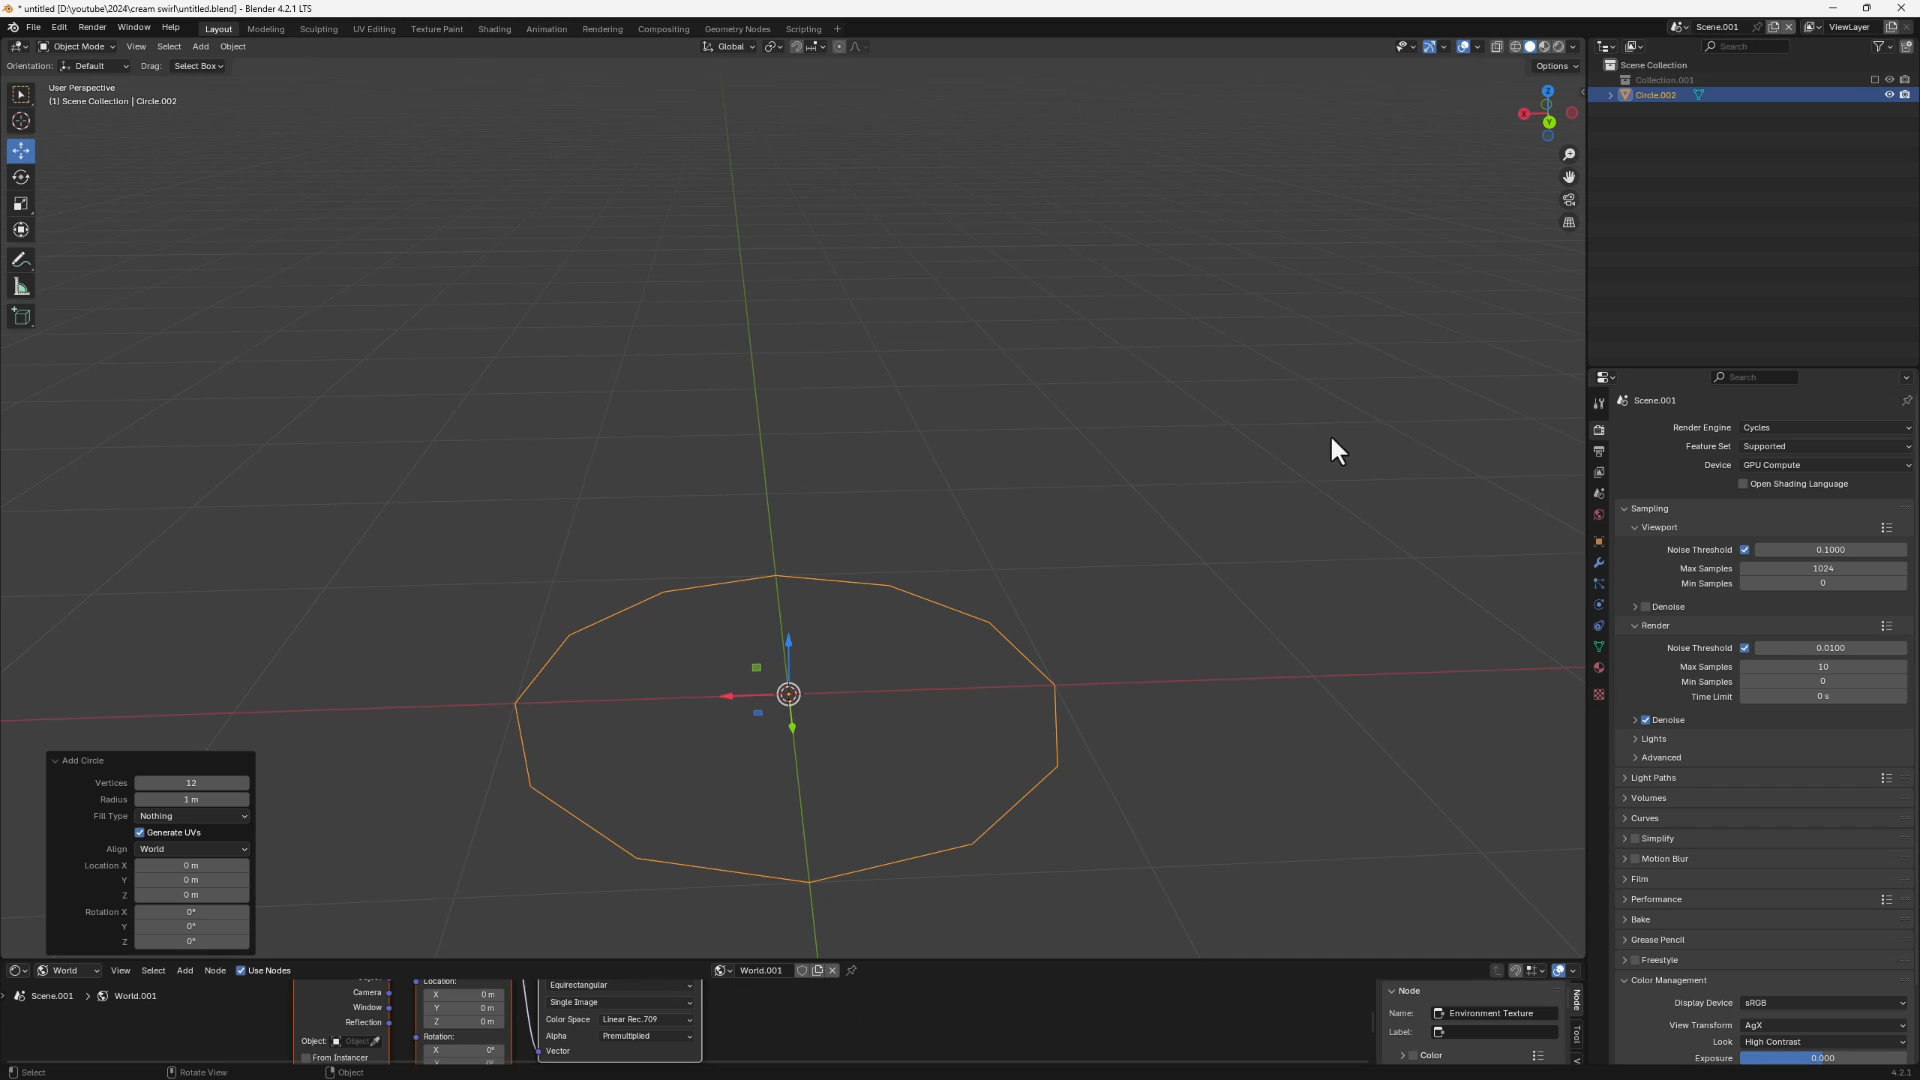 * untitled [D:\youtube\2024\cream swirl\untitled.blend] - Blender 4.2.1 LTS
File Edit Render Window Help Layout Modeling Sculpting UV Editing Texture Paint Shading Animation Rendering Compositing Geometry Nodes Scripting + Scene.001 ViewLayer
Object Mode View Select Add Object Global Search
Orientation: Default Drag: Select Box Options
User Perspective
(1) Scene Collection | Circle.002
Scene Collection
Collection.001
Circle.002
Z
X
Y
Search
Scene.001
Render Engine Cycles
Feature Set Supported
Device GPU Compute
Open Shading Language
Sampling
Viewport
Noise Threshold 0.1000
Max Samples 1024
Min Samples 0
Denoise
Render
Noise Threshold 0.0100
Max Samples 10
Min Samples 0
Time Limit 0 s
Denoise
Lights
Advanced
Light Paths
Volumes
Curves
Simplify
Motion Blur
Film
Performance
Bake
Grease Pencil
Freestyle
Color Management
Display Device sRGB
View Transform AgX
Look High Contrast
Exposure 0.000
Add Circle
Vertices 12
Radius 1 m
Fill Type Nothing
Generate UVs
Align World
Location X 0 m
Y 0 m
Z 0 m
Rotation X 0°
Y 0°
Z 0°
World View Select Add Node Use Nodes World.001
Scene.001 > World.001
Camera
Window
Reflection
Object: Object
From Instancer
Location:
X 0 m
Y 0 m
Z 0 m
Rotation:
X 0°
Equirectangular
Single Image
Color Space Linear Rec.709
Alpha Premultiplied
Vector
Node
Name: Environment Texture
Label:
Color
Node
Tool
Select Rotate View Object 4.2.1